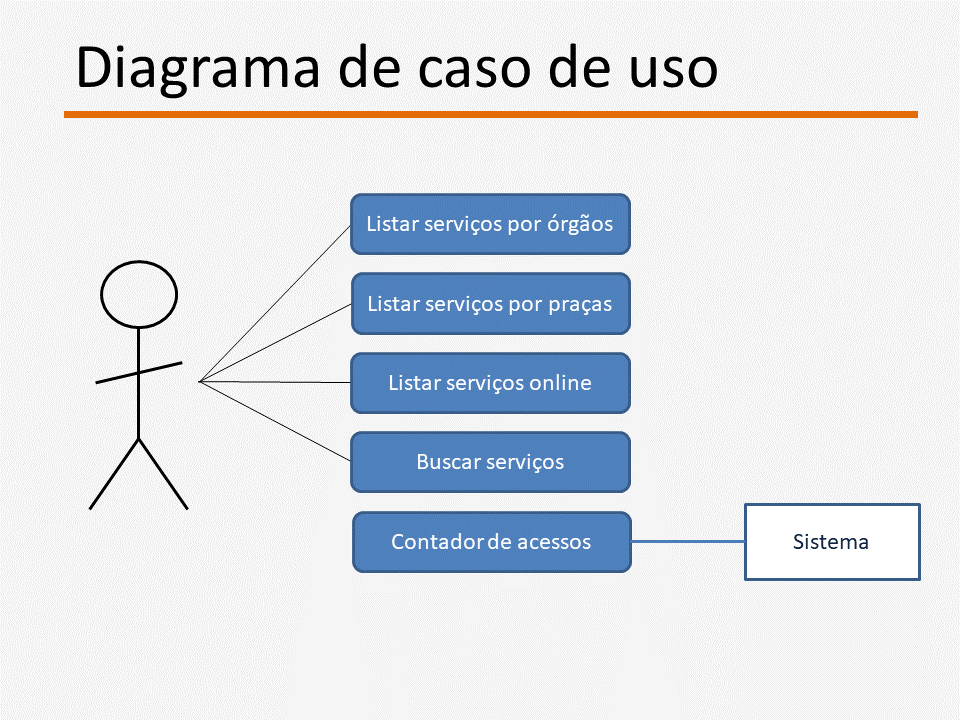 Diagrama de caso de uso
Listar serviços por órgãos
Listar serviços por praças
Listar serviços online
Buscar serviços
Contador de acessos
Sistema